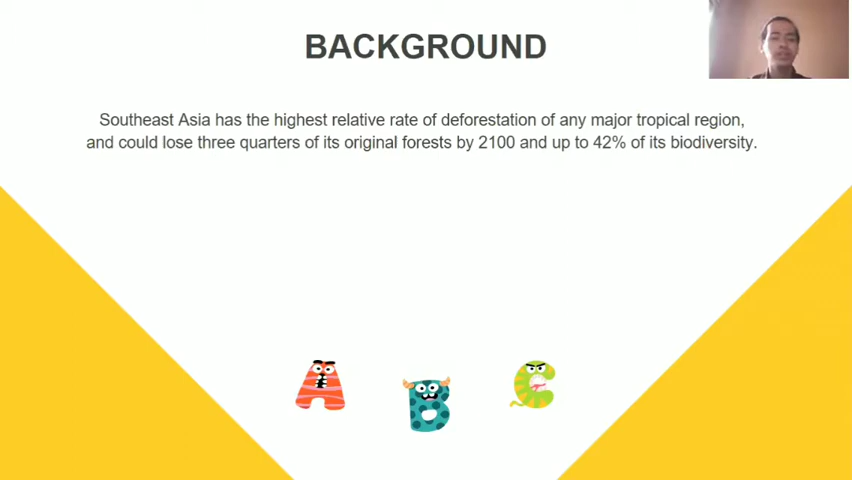 BACKGROUND
Southeast Asia has the highest relative rate of deforestation of any major tropical region,
and could lose three quarters of its original forests by 2100 and up to 42% of its biodiversity.
A B C